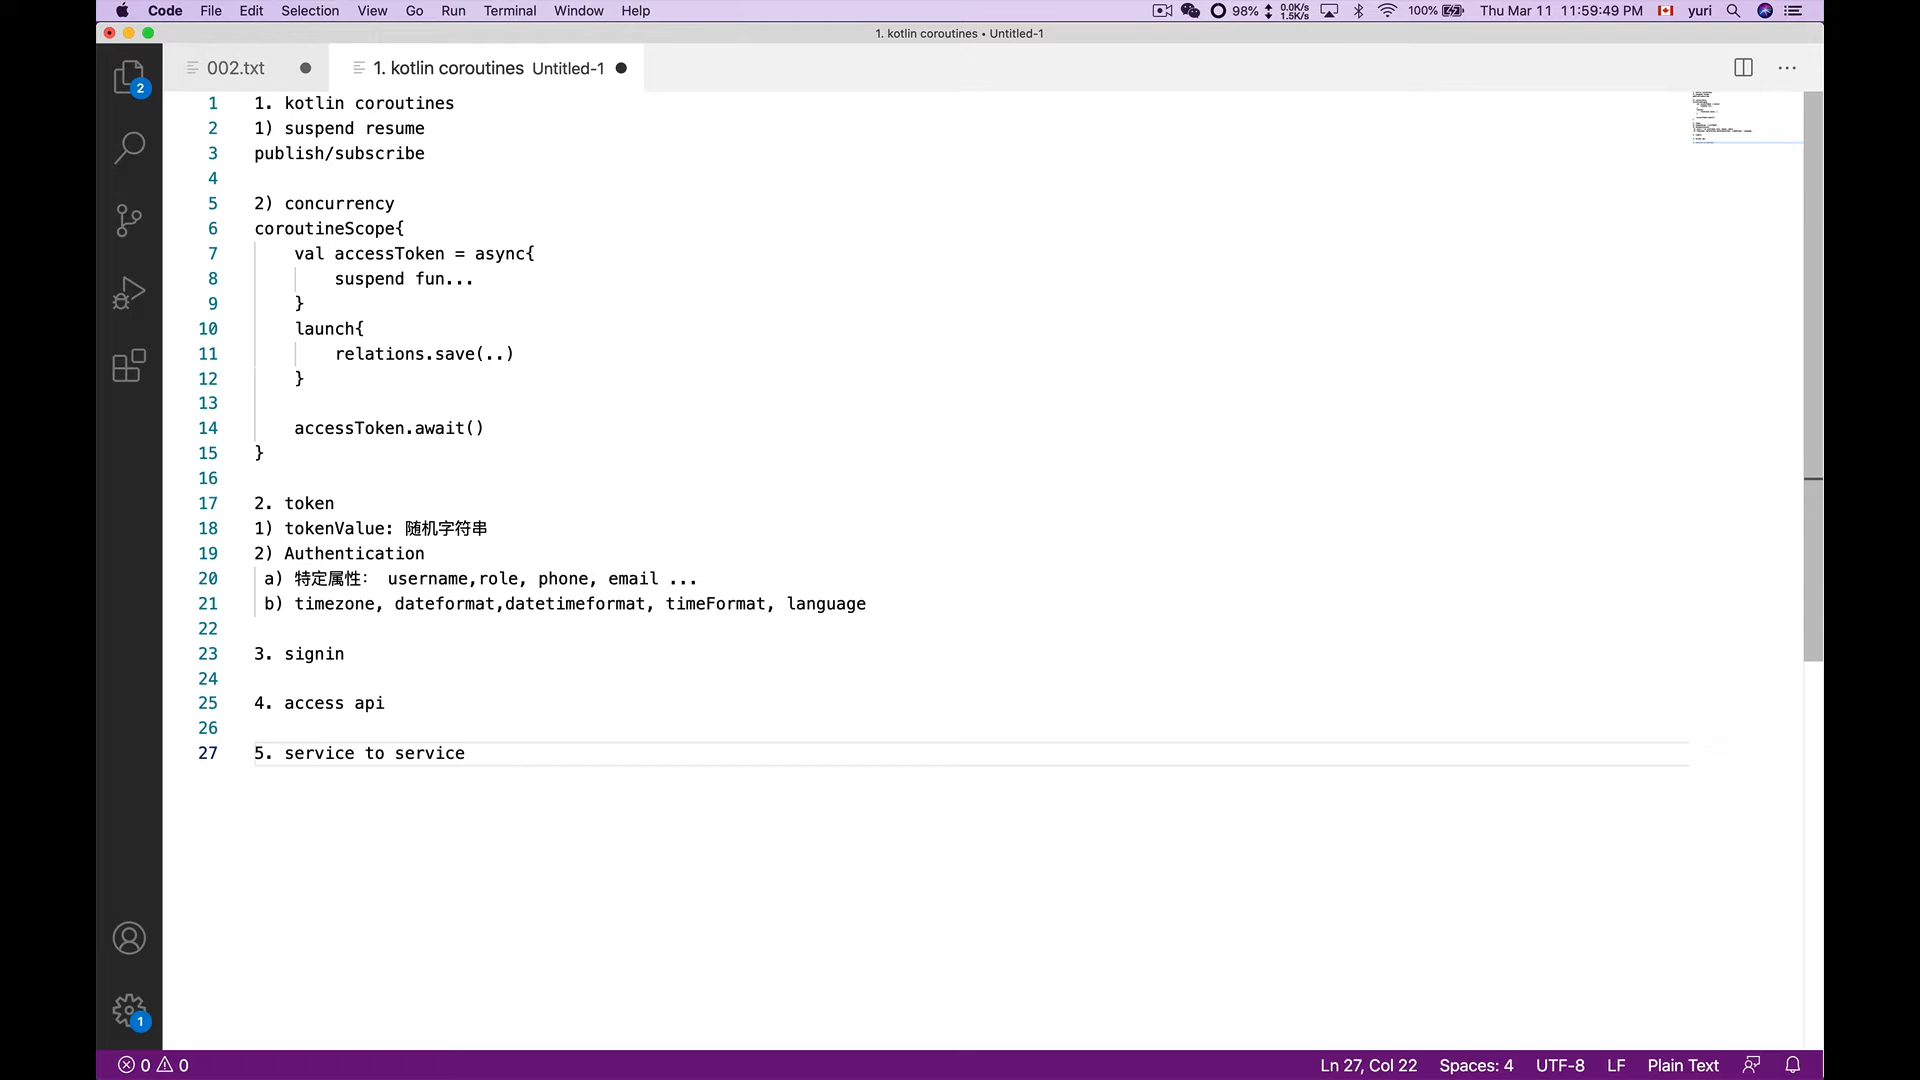 Code File Edit Selection View Go Run Terminal Window Help 98% 0.0K/s 1.5K/s 100% Thu Mar 11 11:59:49 PM yuri
1. kotlin coroutines • Untitled-1
002.txt 1. kotlin coroutines Untitled-1
2
1 1. kotlin coroutines
2 1) suspend resume
3 publish/subscribe
4
5 2) concurrency
6 coroutineScope{
7 val accessToken = async{
8 suspend fun...
9 }
10 launch{
11 relations.save(..)
12 }
13
14 accessToken.await()
15 }
16
17 2. token
18 1) tokenValue: 随机字符串
19 2) Authentication
20 a) 特定属性： username,role, phone, email ...
21 b) timezone, dateformat,datetimeformat, timeFormat, language
22
23 3. signin
24
25 4. access api
26
27 5. service to service
1
0 0 Ln 27, Col 22 Spaces: 4 UTF-8 LF Plain Text